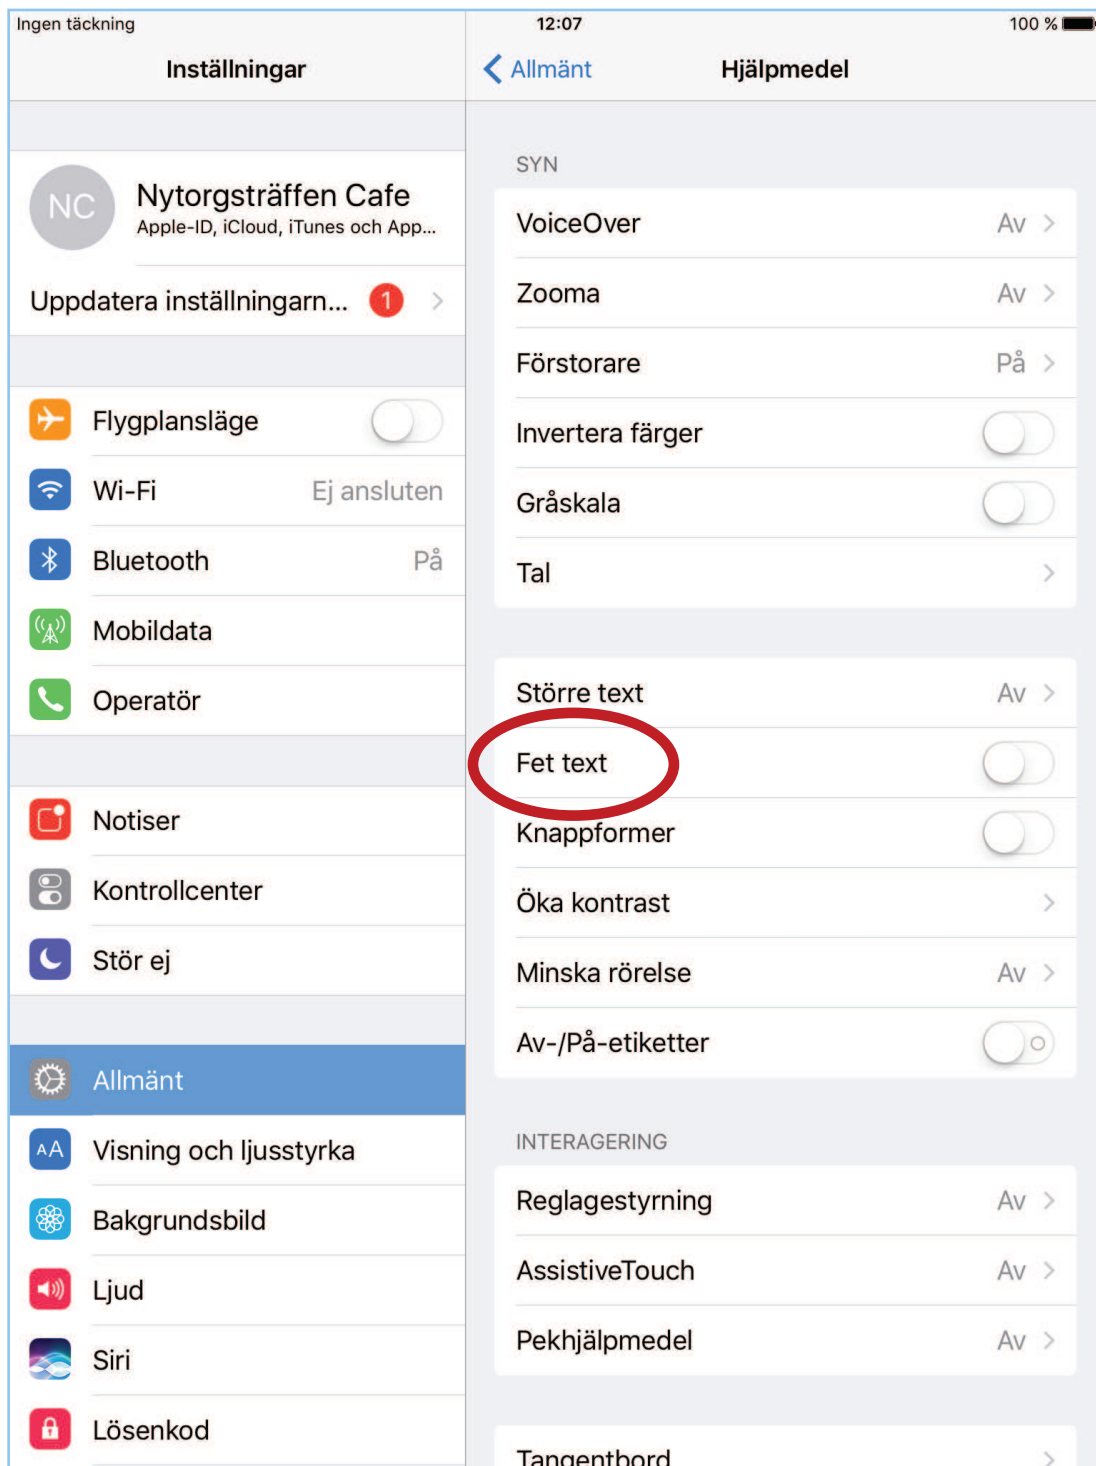 Ingen täckning 12:07 100 %
Inställningar
Allmänt Hjälpmedel
NC
Nytorgsträffen Cafe
Apple-ID, iCloud, iTunes och App...
Uppdatera inställningarn... 1
Flygplansläge
Wi-Fi Ej ansluten
Bluetooth På
Mobildata
Operatör
Notiser
Kontrollcenter
Stör ej
Allmänt
AA Visning och ljusstyrka
Bakgrundsbild
Ljud
Siri
Lösenkod
SYN
VoiceOver Av
Zooma Av
Förstorare På
Invertera färger
Gråskala
Tal
Större text Av
Fet text
Knappformer
Öka kontrast
Minska rörelse Av
Av-/På-etiketter
INTERAGERING
Reglagestyrning Av
AssistiveTouch Av
Pekhjälpmedel Av
Tangentbord